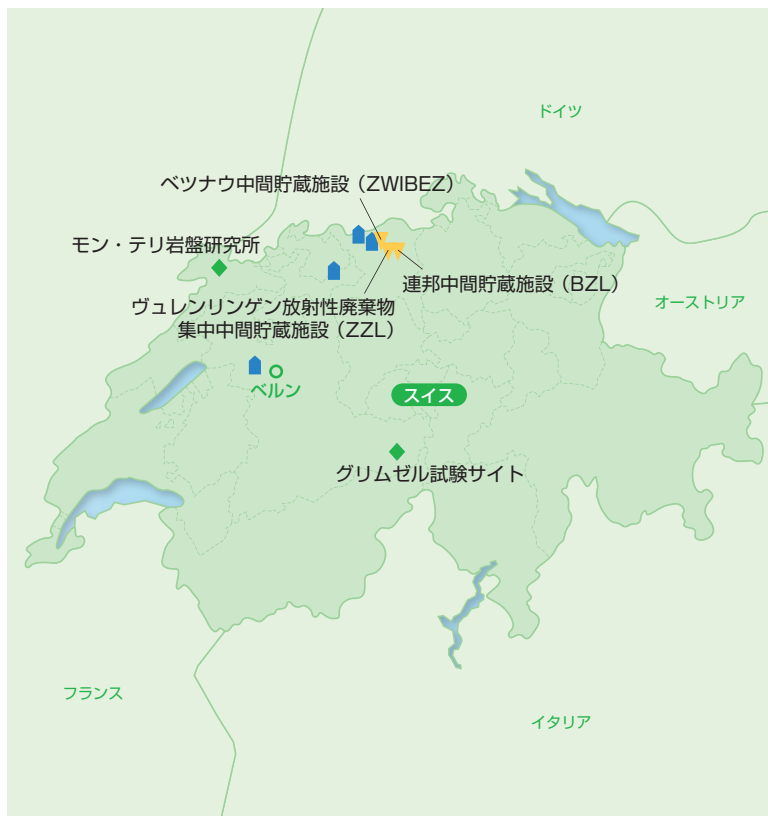 ドイツ
ベツナウ中間貯蔵施設（ZWIBEZ）
モン・テリ岩盤研究所
連邦中間貯蔵施設（BZL）
オーストリア
ヴュレンリンゲン放射性廃棄物
集中中間貯蔵施設（ZZL）
ベルン
スイス
グリムゼル試験サイト
フランス
イタリア